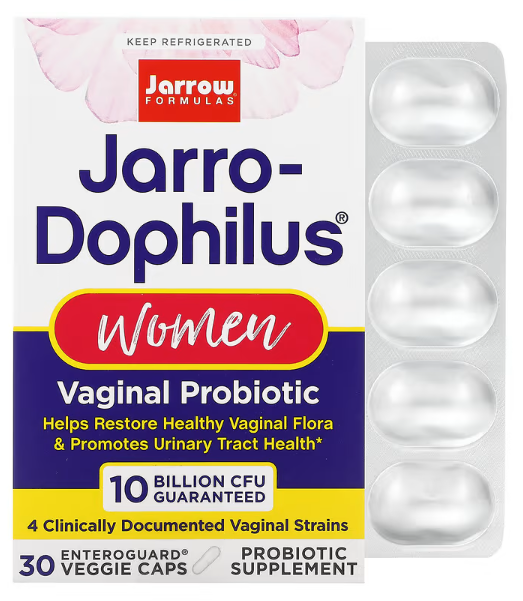 KEEP REFRIGERATED
Jarrow
FORMULAS
Jarro-
Dophilus®
Women
Vaginal Probiotic
Helps Restore Healthy Vaginal Flora
& Promotes Urinary Tract Health*
10 BILLION CFU
GUARANTEED
4 Clinically Documented Vaginal Strains
30 ENTEROGUARD®
VEGGIE CAPS
PROBIOTIC
SUPPLEMENT